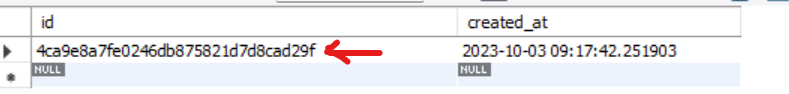 id created_at
4ca9e8a7fe0246db875821d7d8cad29f 2023-10-03 09:17:42.251903
NULL NULL